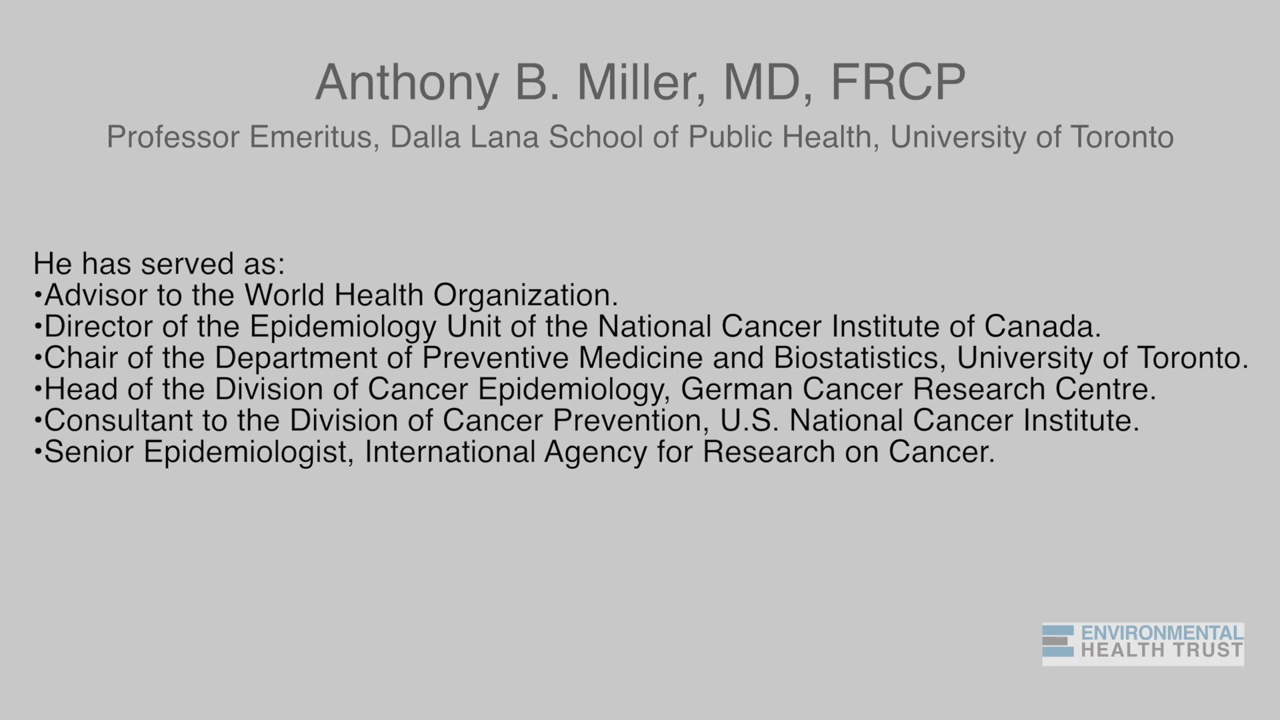 Anthony B. Miller, MD, FRCP
Professor Emeritus, Dalla Lana School of Public Health, University of Toronto
He has served as:
•Advisor to the World Health Organization.
•Director of the Epidemiology Unit of the National Cancer Institute of Canada.
•Chair of the Department of Preventive Medicine and Biostatistics, University of Toronto.
•Head of the Division of Cancer Epidemiology, German Cancer Research Centre.
•Consultant to the Division of Cancer Prevention, U.S. National Cancer Institute.
•Senior Epidemiologist, International Agency for Research on Cancer.
ENVIRONMENTAL
HEALTH TRUST